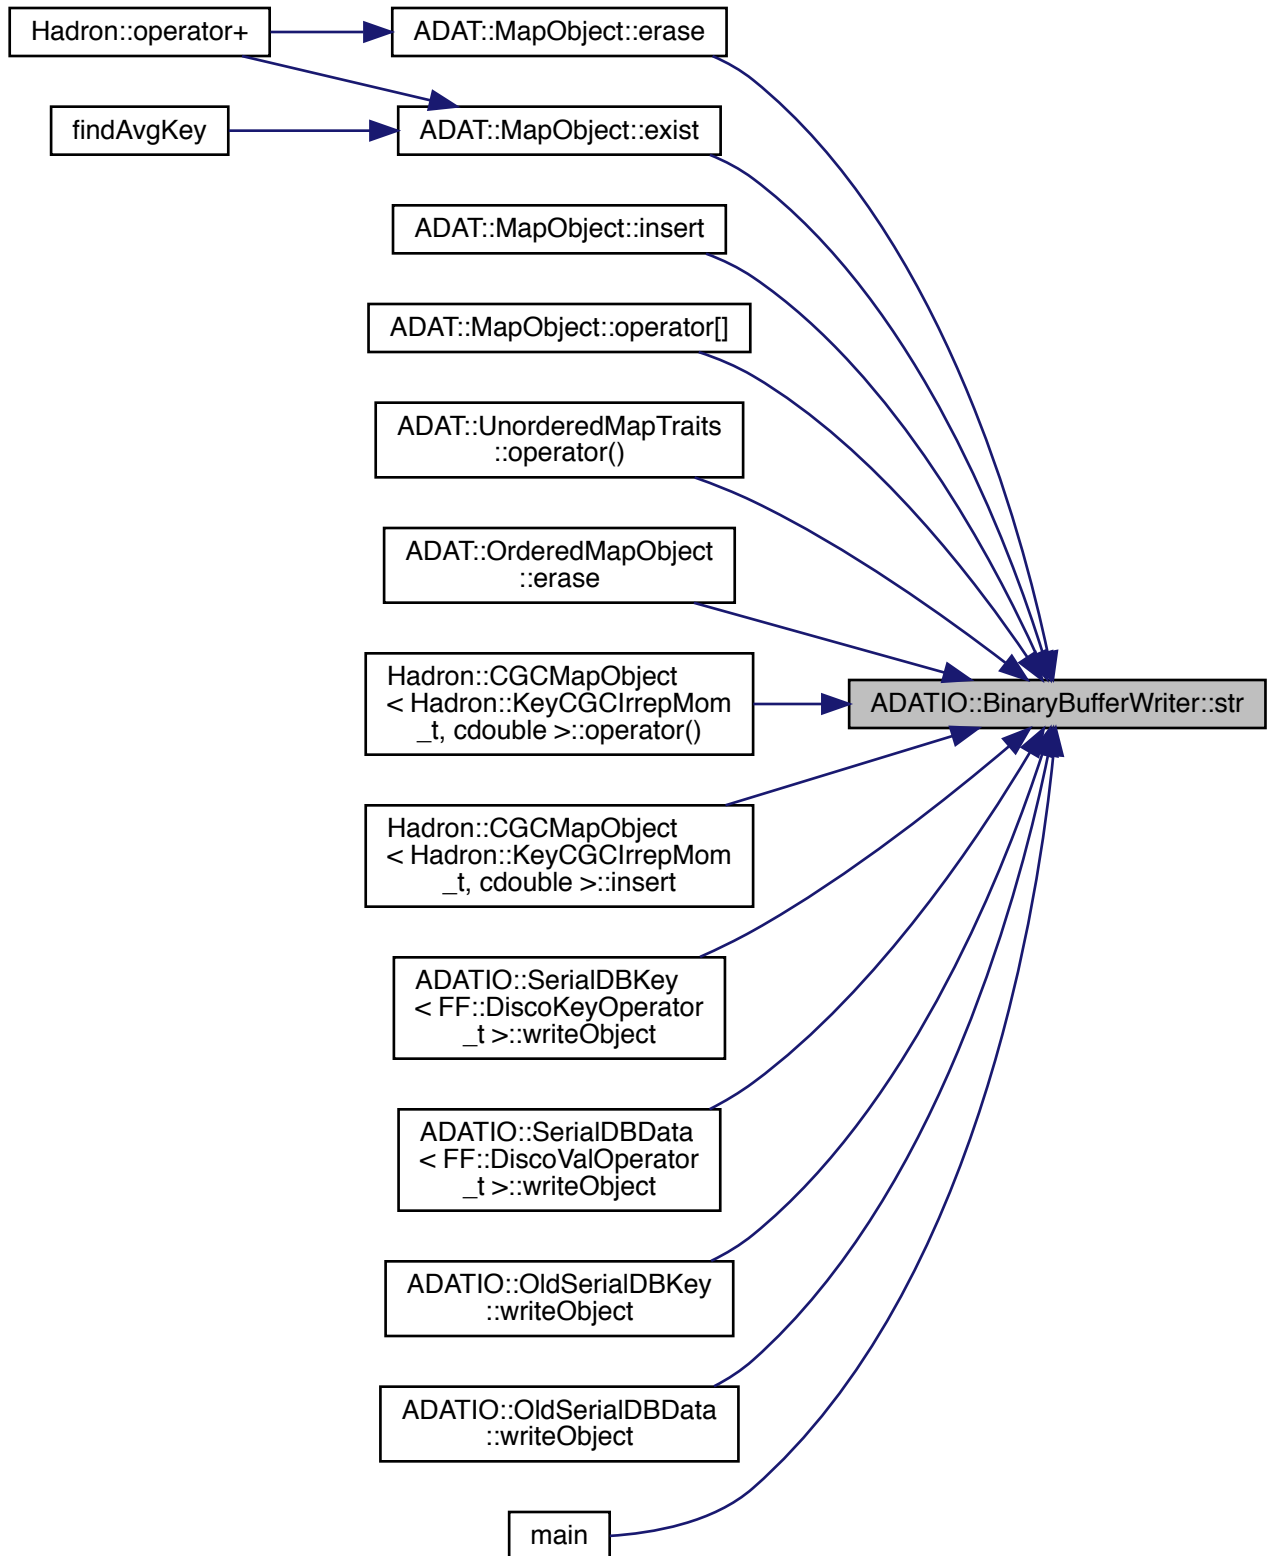 Hadron::operator+
ADAT::MapObject::erase
findAvgKey
ADAT::MapObject::exist
ADAT::MapObject::insert
ADAT::MapObject::operator[]
ADAT::UnorderedMapTraits
::operator()
ADAT::OrderedMapObject
::erase
Hadron::CGCMapObject
< Hadron::KeyCGCIrrepMom
_t, cdouble >::operator()
ADATIO::BinaryBufferWriter::str
Hadron::CGCMapObject
< Hadron::KeyCGCIrrepMom
_t, cdouble >::insert
ADATIO::SerialDBKey
< FF::DiscoKeyOperator
_t >::writeObject
ADATIO::SerialDBData
< FF::DiscoValOperator
_t >::writeObject
ADATIO::OldSerialDBKey
::writeObject
ADATIO::OldSerialDBData
::writeObject
main